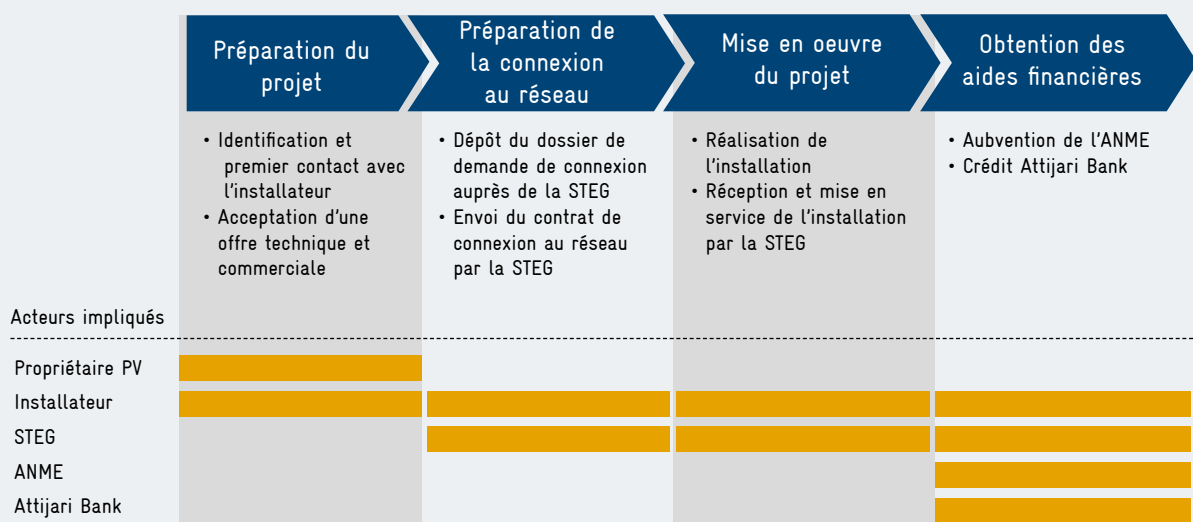 Préparation du
projet
Préparation de
la connexion
au réseau
Mise en oeuvre
du projet
Obtention des
aides financières
• Identification et
premier contact avec
l'installateur
• Acceptation d'une
offre technique et
commerciale
• Dépôt du dossier de
demande de connexion
auprès de la STEG
• Envoi du contrat de
connexion au réseau
par la STEG
• Réalisation de
l'installation
• Réception et mise en
service de l'installation
par la STEG
• Aubvention de l'ANME
• Crédit Attijari Bank
Acteurs impliqués
Propriétaire PV
Installateur
STEG
ANME
Attijari Bank